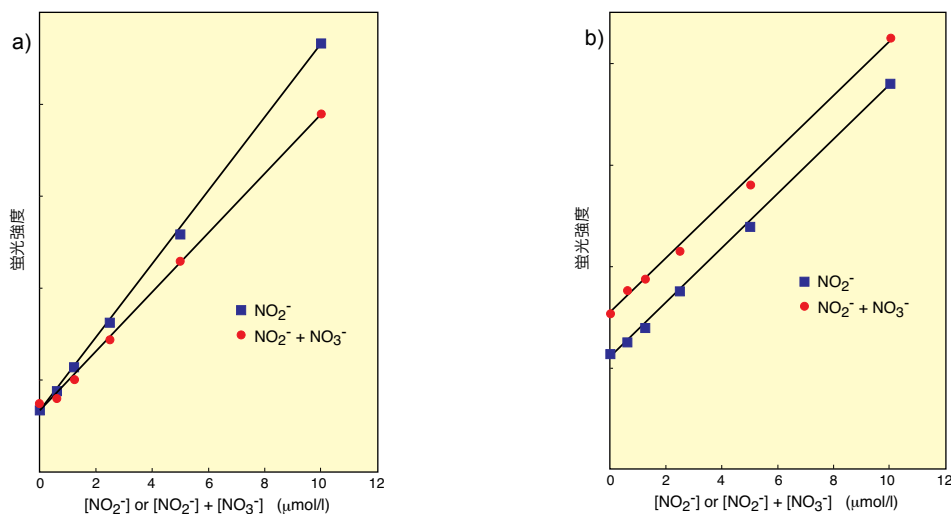 a)
蛍光強度
NO₂⁻
NO₂⁻ + NO₃⁻
0 2 4 6 8 10 12
[NO₂⁻] or [NO₂⁻] + [NO₃⁻] (μmol/l)
b)
蛍光強度
NO₂⁻
NO₂⁻ + NO₃⁻
0 2 4 6 8 10 12
[NO₂⁻] or [NO₂⁻] + [NO₃⁻] (μmol/l)